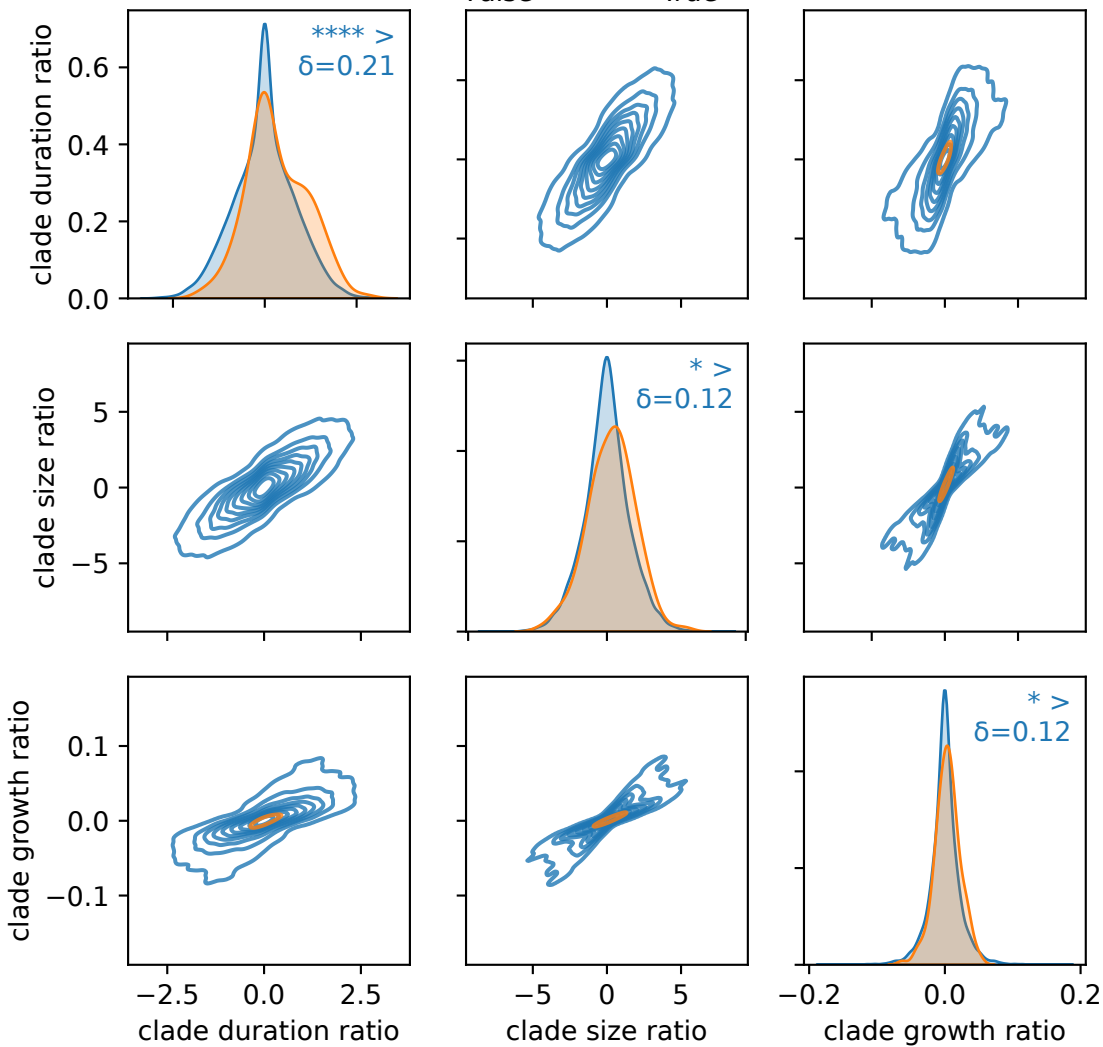 clade duration ratio
0.6
0.4
0.2
0.0
**** >
δ=0.21
clade size ratio
5
0
−5
* >
δ=0.12
clade growth ratio
0.1
0.0
−0.1
* >
δ=0.12
−2.5 0.0 2.5
−5 0 5
−0.2 0.0 0.2
clade duration ratio
clade size ratio
clade growth ratio